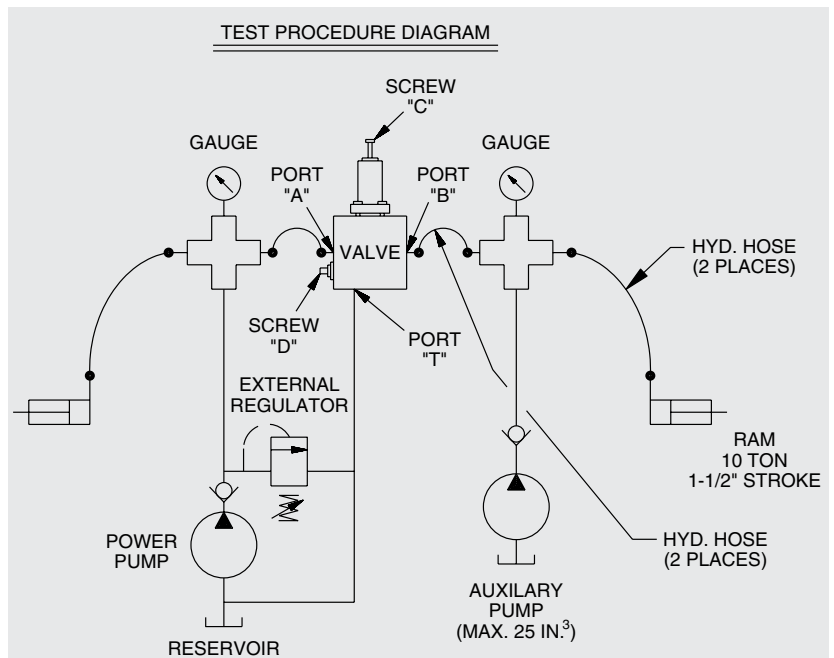 TEST PROCEDURE DIAGRAM
SCREW
"C"
GAUGE
GAUGE
PORT
"A"
PORT
"B"
VALVE
HYD. HOSE
(2 PLACES)
SCREW
"D"
PORT
"T"
EXTERNAL
REGULATOR
RAM
10 TON
1-1/2" STROKE
POWER
PUMP
HYD. HOSE
(2 PLACES)
AUXILARY
PUMP
(MAX. 25 IN.³)
RESERVOIR